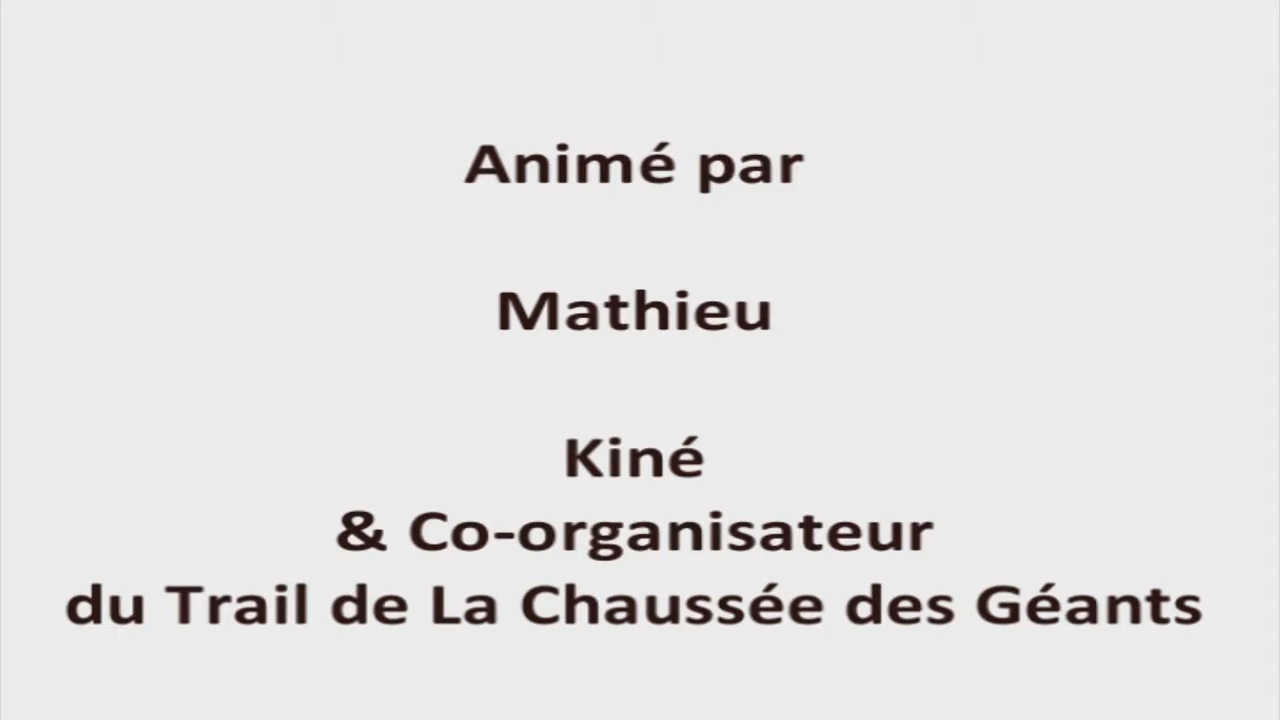 Animé par
Mathieu
Kiné
& Co-organisateur
du Trail de La Chaussée des Géants